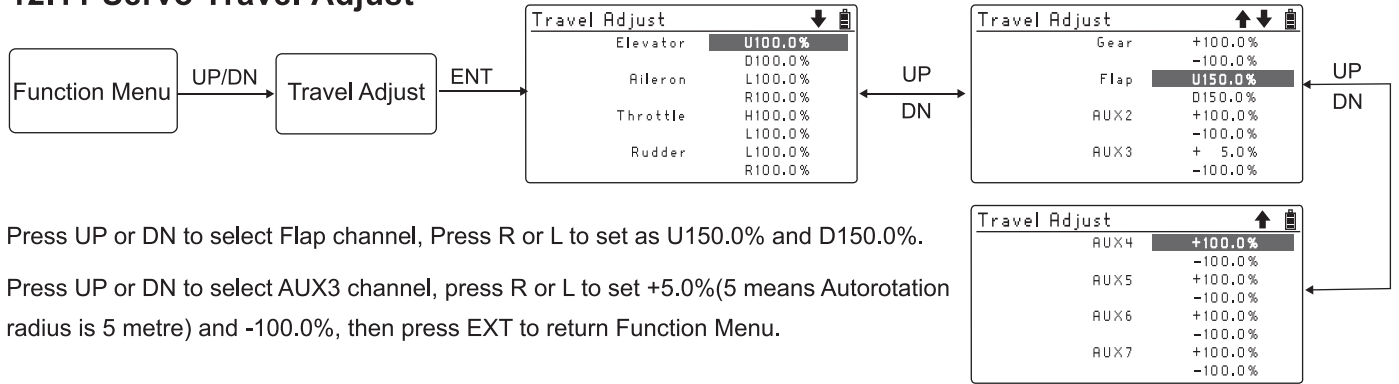 12.11 Servo Travel Adjust
Function Menu
UP/DN
Travel Adjust
ENT
Travel Adjust
Elevator U100.0%
D100.0%
Aileron L100.0%
R100.0%
Throttle H100.0%
L100.0%
Rudder L100.0%
R100.0%
UP
DN
Travel Adjust
Gear +100.0%
-100.0%
Flap U150.0%
D150.0%
AUX2 +100.0%
-100.0%
AUX3 + 5.0%
-100.0%
UP
DN
Travel Adjust
AUX4 +100.0%
-100.0%
AUX5 +100.0%
-100.0%
AUX6 +100.0%
-100.0%
AUX7 +100.0%
-100.0%
Press UP or DN to select Flap channel, Press R or L to set as U150.0% and D150.0%.
Press UP or DN to select AUX3 channel, press R or L to set +5.0%(5 means Autorotation
radius is 5 metre) and -100.0%, then press EXT to return Function Menu.